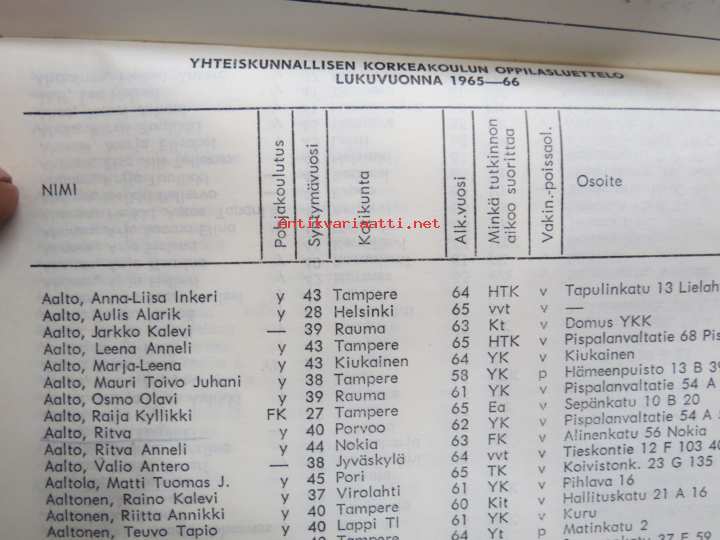 YHTEISKUNNALLISEN KORKEAKOULUN OPPILASLUETTELO
LUKUVUONNA 1965—66
NIMI Pohjakoulutus Syntymävuosi Kotikunta Alk.vuosi Minkä tutkinnon aikoo suorittaa Vakin.-poissaol. Osoite
antikvariaatti.net
Aalto, Anna-Liisa Inkeri y 43 Tampere 64 HTK v Tapulinkatu 13 Lielah
Aalto, Aulis Alarik y 28 Helsinki 65 vvt v —
Aalto, Jarkko Kalevi — 39 Rauma 63 Kt v Domus YKK
Aalto, Leena Anneli y 43 Tampere 65 HTK v Pispalanvaltatie 68 Pis
Aalto, Marja-Leena y 43 Kiukainen 64 YK v Kiukainen
Aalto, Mauri Toivo Juhani y 38 Tampere 58 YK p Hämeenpuisto 13 B 39
Aalto, Osmo Olavi y 39 Rauma 61 YK v Pispalanvaltatie 54 A
Aalto, Raija Kyllikki FK 27 Tampere 65 Ea v Sepänkatu 10 B 20
Aalto, Ritva y 40 Porvoo 62 YK v Pispalanvaltatie 54 A 5
Aalto, Ritva Anneli y 44 Nokia 63 FK v Alinenkatu 56 Nokia
Aalto, Valio Antero — 38 Jyväskylä 64 vvt v Tieskontie 12 F 103 40
Aaltola, Matti Tuomas J. y 45 Pori 65 TK v Koivistonk. 23 G 135
Aaltonen, Raino Kalevi y 37 Virolahti 61 YK v Pihlava 16
Aaltonen, Riitta Annikki y 40 Tampere 60 Kit v Hallituskatu 21 A 16
Aaltonen, Teuvo Tapio y 40 Lappi Tl 61 YK v Kuru
64 Yt p Matinkatu 2